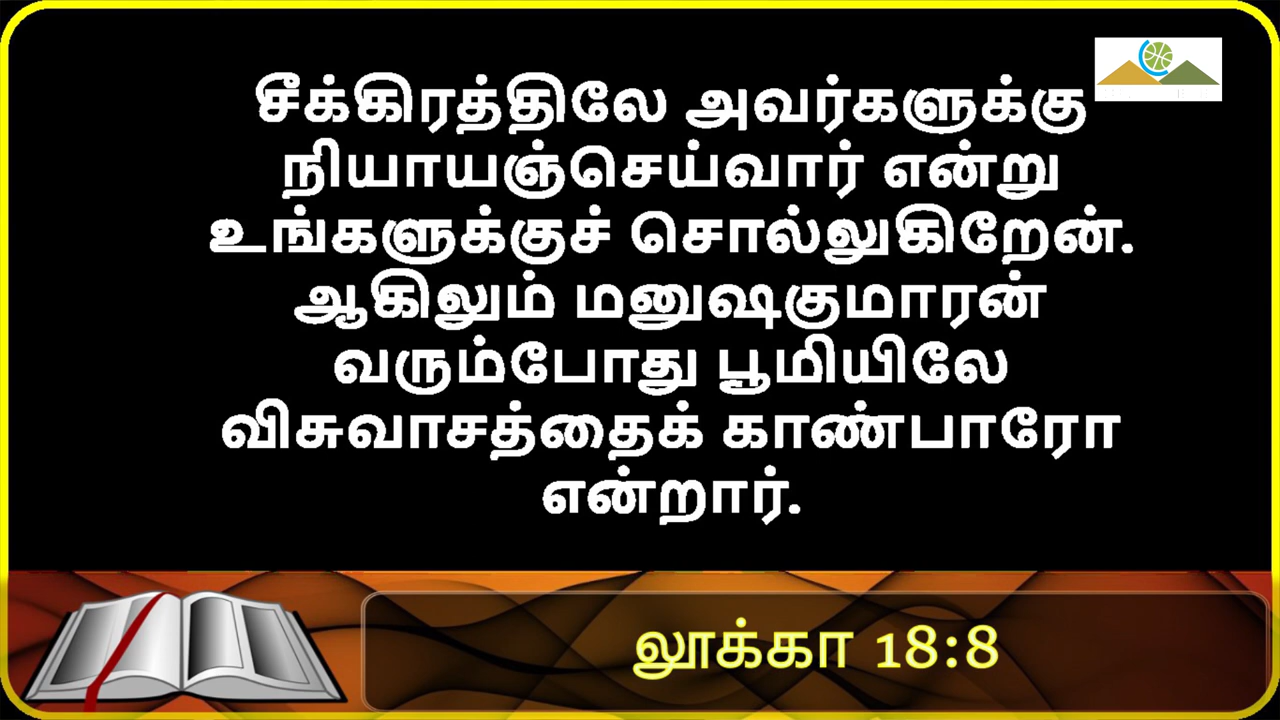 சீக்கிரத்திலே அவர்களுக்கு
நியாயஞ்செய்வார் என்று
உங்களுக்குச் சொல்லுகிறேன்.
ஆகிலும் மனுஷகுமாரன்
வரும்போது பூமியிலே
விசுவாசத்தைக் காண்பாரோ
என்றார்.
லூக்கா 18:8